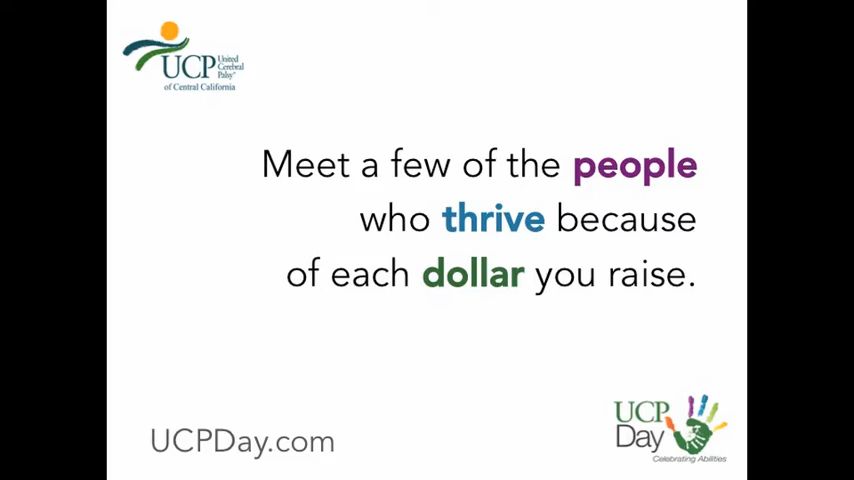 UCP
United
Cerebral
Palsy®
of Central California
Meet a few of the people
who thrive because
of each dollar you raise.
UCPDay.com
UCP
Day
Celebrating Abilities